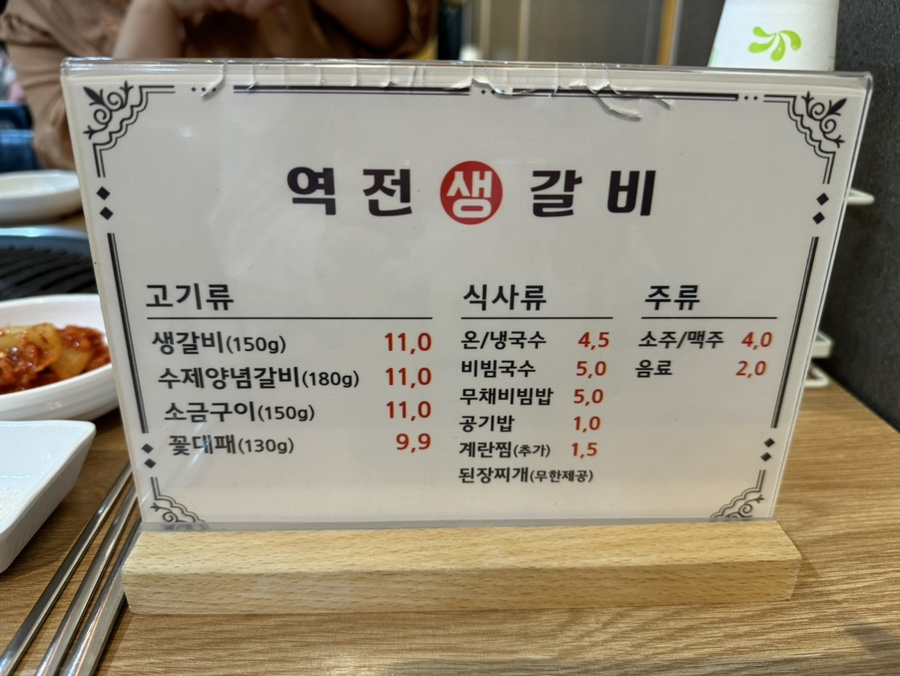 역전생갈비
고기류
생갈비(150g) 11,0
수제양념갈비(180g) 11,0
소금구이(150g) 11,0
꽃대패(130g) 9,9
식사류
온/냉국수 4,5
비빔국수 5,0
무채비빔밥 5,0
공기밥 1,0
계란찜(추가) 1,5
된장찌개(무한제공)
주류
소주/맥주 4,0
음료 2,0